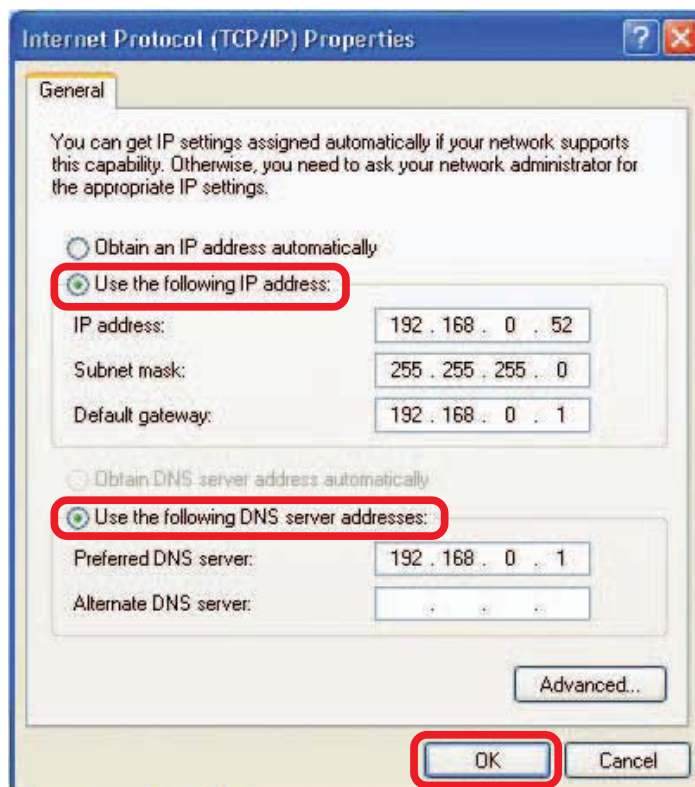 Internet Protocol (TCP/IP) Properties
General
You can get IP settings assigned automatically if your network supports
this capability. Otherwise, you need to ask your network administrator for
the appropriate IP settings.
Obtain an IP address automatically
Use the following IP address:
IP address: 192 . 168 . 0 . 52
Subnet mask: 255 . 255 . 255 . 0
Default gateway: 192 . 168 . 0 . 1
Obtain DNS server address automatically
Use the following DNS server addresses:
Preferred DNS server: 192 . 168 . 0 . 1
Alternate DNS server: . . .
Advanced...
OK Cancel